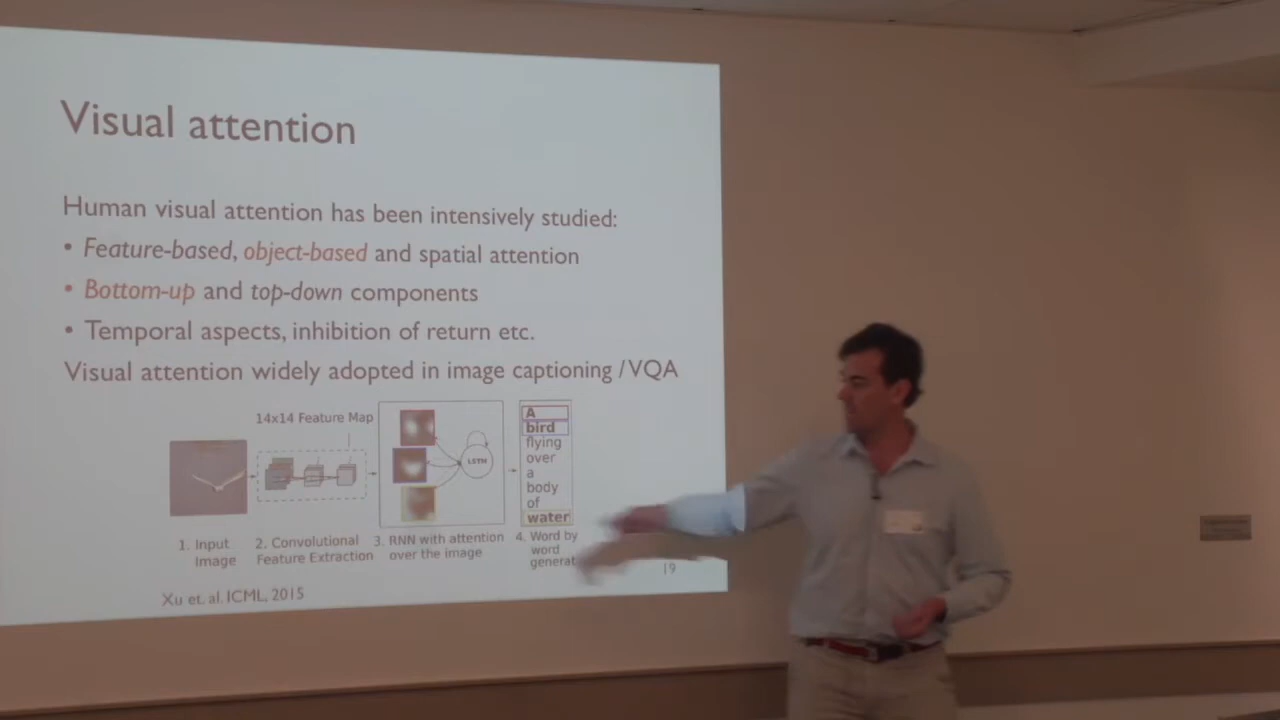 Visual attention
Human visual attention has been intensively studied:
• Feature-based, object-based and spatial attention
• Bottom-up and top-down components
• Temporal aspects, inhibition of return etc.
Visual attention widely adopted in image captioning / VQA
14x14 Feature Map
LSTM
A
bird
flying
over
a
body
of
water
1. Input
Image
2. Convolutional
Feature Extraction
3. RNN with attention
over the image
4. Word by
word
generat
Xu et. al. ICML, 2015
19